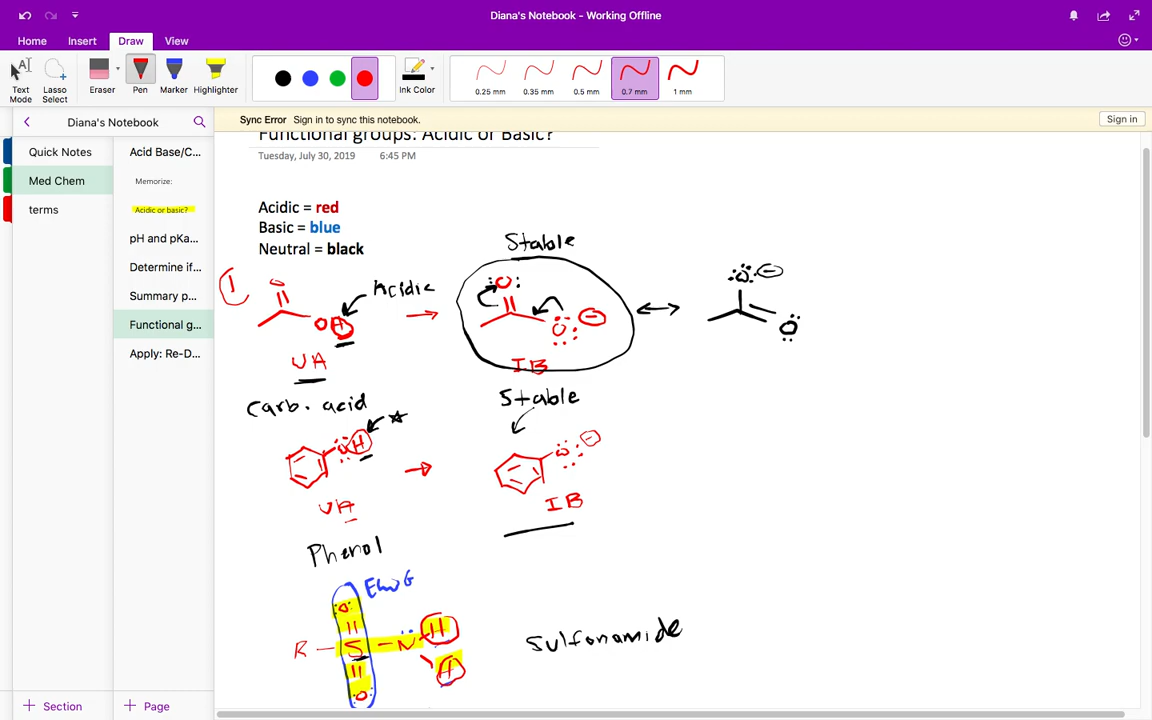 Diana's Notebook - Working Offline
Home Insert Draw View
Text Mode
Lasso Select
Eraser
Pen
Marker
Highlighter
Ink Color
0.25 mm
0.35 mm
0.5 mm
0.7 mm
1 mm
Sync Error Sign in to sync this notebook.
Sign in
Diana's Notebook
Quick Notes
Med Chem
terms
Acid Base/C...
Memorize:
Acidic or basic?
pH and pKa...
Determine if...
Summary p...
Functional g...
Apply: Re-D...
+ Section
+ Page
Functional groups: Acidic or Basic?
Tuesday, July 30, 2019 6:45 PM
Acidic = red
Basic = blue
Neutral = black
Stable
1
Acidic
O
OH
UA
O
O
IB
O
O
Carb. acid
Stable
OH
UA
O
IB
Phenol
EWG
O
R - S - N H
H
O
Sulfonamide